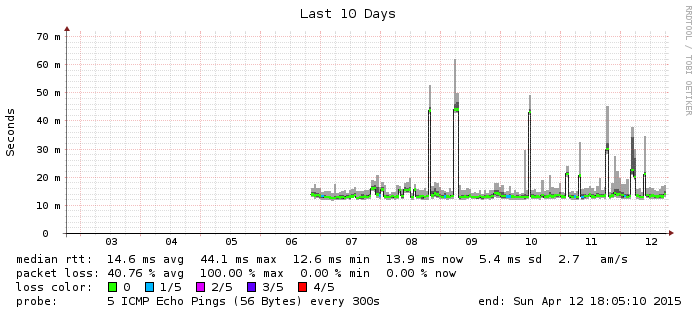 Last 10 Days
RRDTOOL / TOBI OETIKER
Seconds
70 m
60 m
50 m
40 m
30 m
20 m
10 m
0
03 04 05 06 07 08 09 10 11 12
median rtt: 14.6 ms avg 44.1 ms max 12.6 ms min 13.9 ms now 5.4 ms sd 2.7 am/s
packet loss: 40.76 % avg 100.00 % max 0.00 % min 0.00 % now
loss color: 0 1/5 2/5 3/5 4/5
probe: 5 ICMP Echo Pings (56 Bytes) every 300s end: Sun Apr 12 18:05:10 2015